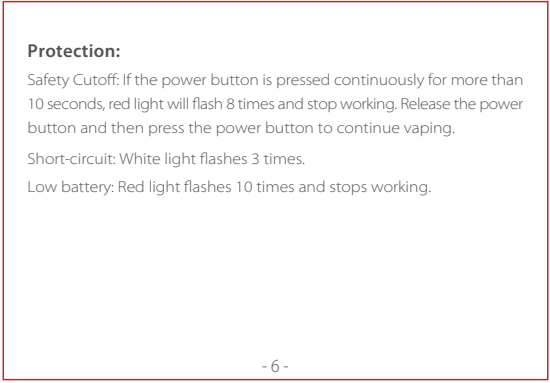 Protection:
Safety Cutoff: If the power button is pressed continuously for more than
10 seconds, red light will flash 8 times and stop working. Release the power
button and then press the power button to continue vaping.
Short-circuit: White light flashes 3 times.
Low battery: Red light flashes 10 times and stops working.
- 6 -